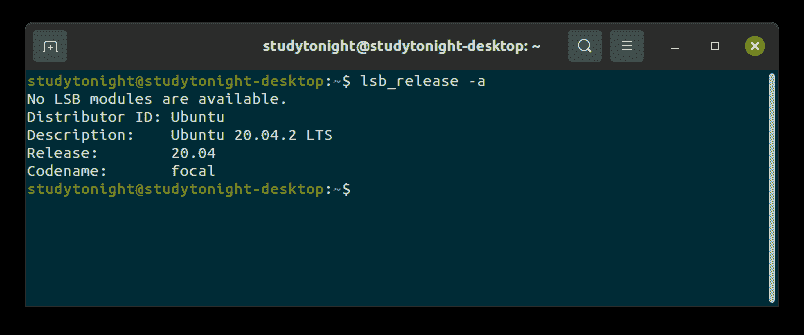 studytonight@studytonight-desktop: ~
studytonight@studytonight-desktop:~$ lsb_release -a
No LSB modules are available.
Distributor ID: Ubuntu
Description:    Ubuntu 20.04.2 LTS
Release:        20.04
Codename:       focal
studytonight@studytonight-desktop:~$